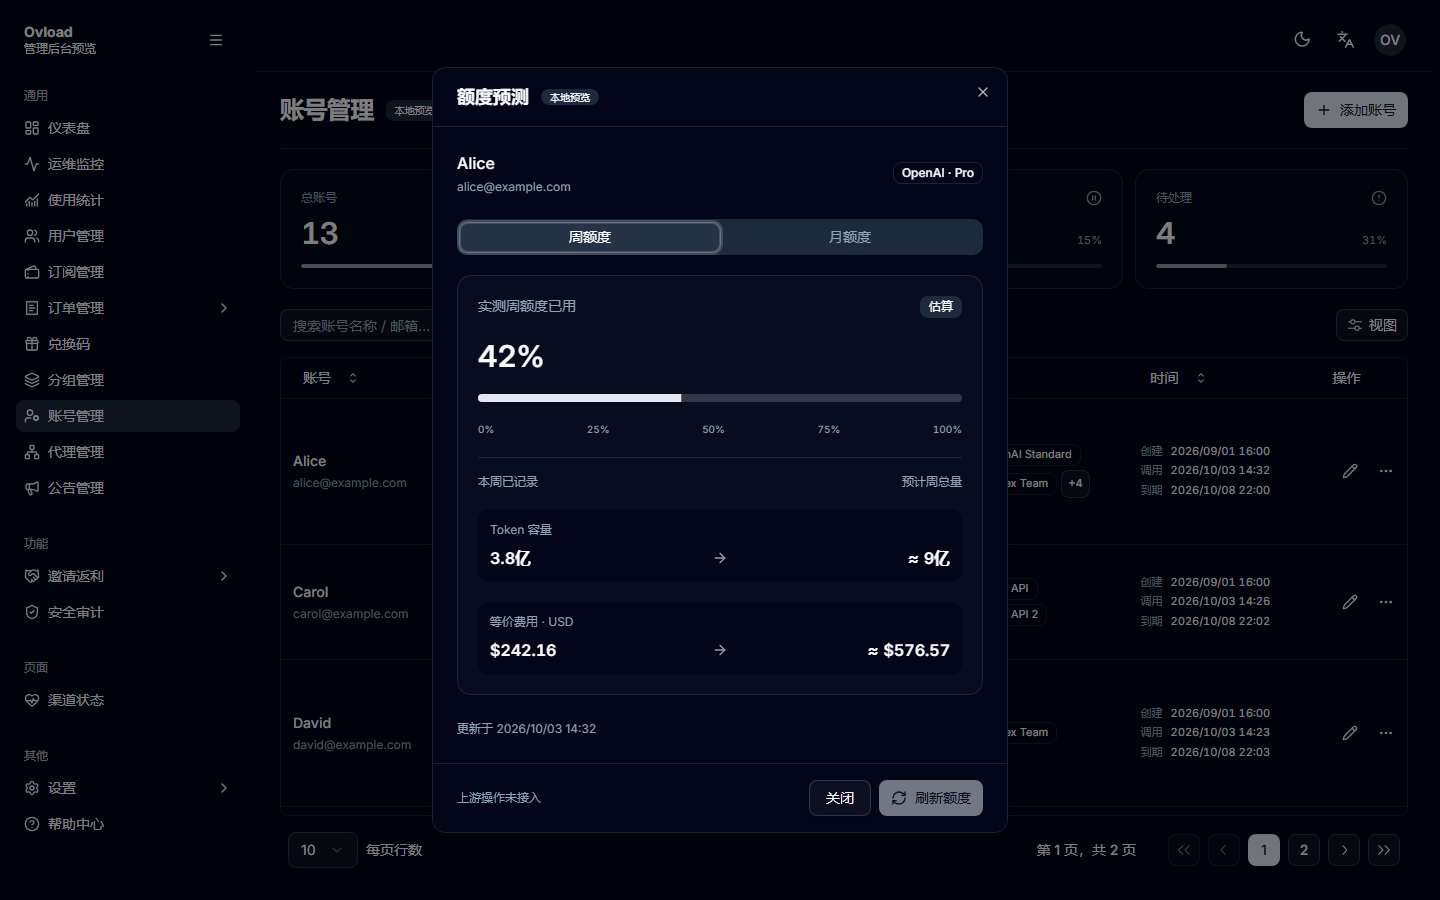 Ovload
管理后台预览
OV
通用
仪表盘
运维监控
使用统计
用户管理
订阅管理
订单管理
兑换码
分组管理
账号管理
代理管理
公告管理
功能
邀请返利
安全审计
页面
渠道状态
其他
设置
帮助中心
账号管理
本地预览
添加账号
总账号
13
15%
待处理
4
31%
搜索账号名称 / 邮箱...
视图
账号
时间
操作
Alice
alice@example.com
AI Standard
Team
+4
创建 2026/09/01 16:00
调用 2026/10/03 14:32
到期 2026/10/08 22:00
Carol
carol@example.com
API
API 2
创建 2026/09/01 16:00
调用 2026/10/03 14:26
到期 2026/10/08 22:02
David
david@example.com
Team
创建 2026/09/01 16:00
调用 2026/10/03 14:23
到期 2026/10/08 22:03
10
每页行数
第 1 页，共 2 页
1
2
额度预测
本地预览
Alice
alice@example.com
OpenAI · Pro
周额度
月额度
实测周额度已用
估算
42%
0% 25% 50% 75% 100%
本周已记录
预计周总量
Token 容量
3.8亿 → ≈ 9亿
等价费用 · USD
$242.16 → ≈ $576.57
更新于 2026/10/03 14:32
上游操作未接入
关闭
刷新额度